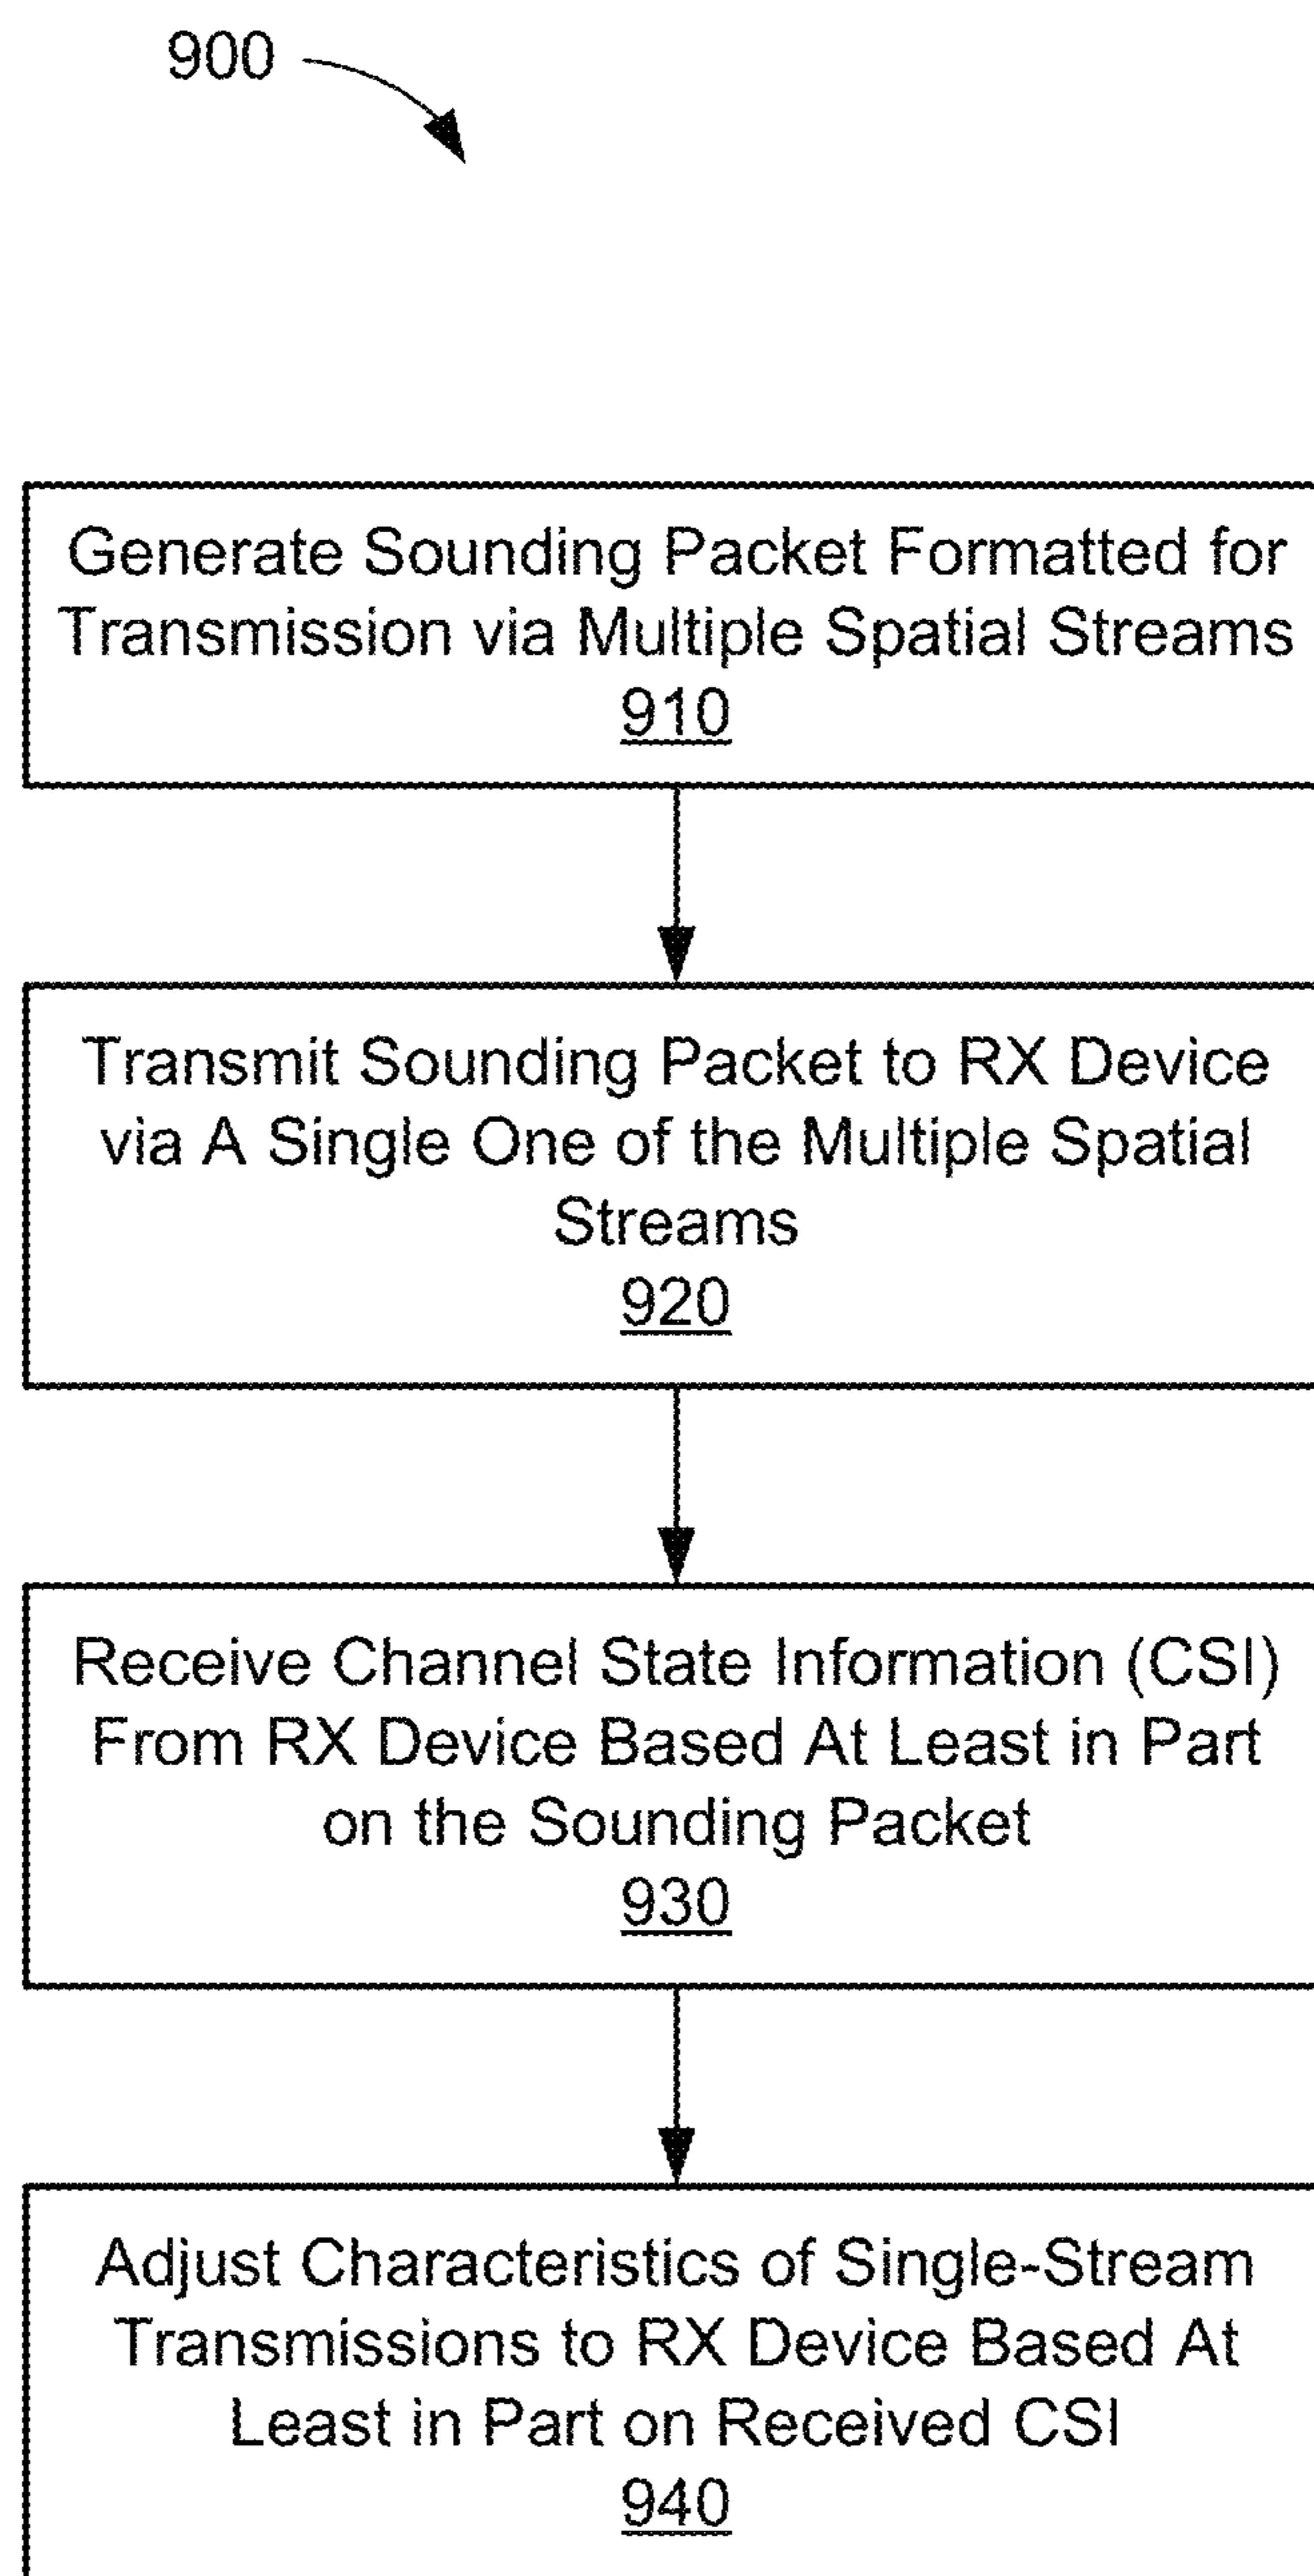 900
Generate Sounding Packet Formatted for
Transmission via Multiple Spatial Streams
910
Transmit Sounding Packet to RX Device
via A Single One of the Multiple Spatial
Streams
920
Receive Channel State Information (CSI)
From RX Device Based At Least in Part
on the Sounding Packet
930
Adjust Characteristics of Single-Stream
Transmissions to RX Device Based At
Least in Part on Received CSI
940